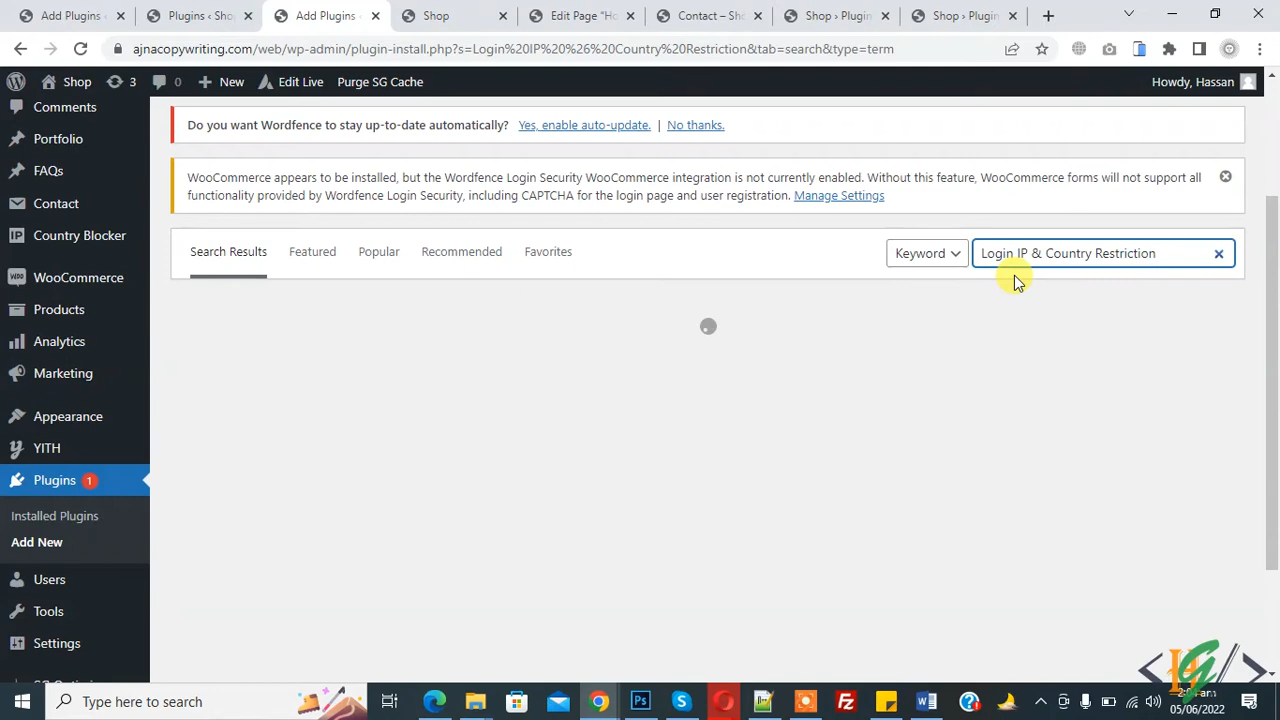 Add Plugins ‹
Plugins ‹ Sho
Add Plugins ‹
Shop
Edit Page "Ho
Contact – Sho
Shop › Plugin
Shop › Plugin
ajnacopywriting.com/web/wp-admin/plugin-install.php?s=Login%20IP%20%26%20Country%20Restriction&tab=search&type=term
Shop
3
0
New
Edit Live
Purge SG Cache
Howdy, Hassan
Comments
Portfolio
FAQs
Contact
IP Country Blocker
WooCommerce
Products
Analytics
Marketing
Appearance
YITH
Plugins 1
Installed Plugins
Add New
Users
Tools
Settings
Do you want Wordfence to stay up-to-date automatically? Yes, enable auto-update. | No thanks.
WooCommerce appears to be installed, but the Wordfence Login Security WooCommerce integration is not currently enabled. Without this feature, WooCommerce forms will not support all
functionality provided by Wordfence Login Security, including CAPTCHA for the login page and user registration. Manage Settings
Search Results
Featured
Popular
Recommended
Favorites
Keyword
Login IP & Country Restriction
Type here to search
05/06/2022